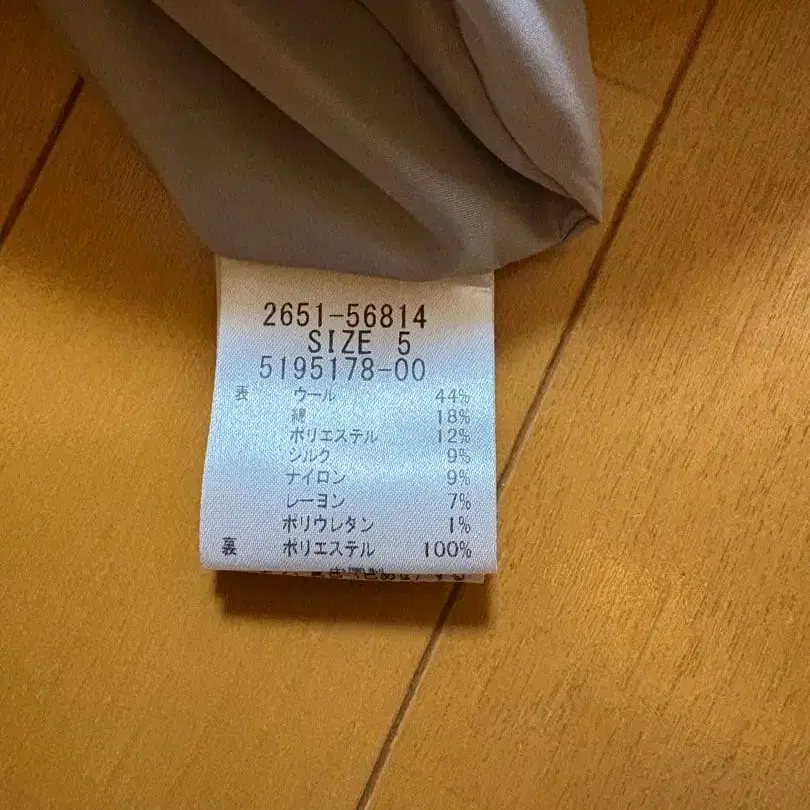 2651-56814
SIZE 5
5195178-00
表 ウール 44%
綿 18%
ポリエステル 12%
シルク 9%
ナイロン 9%
レーヨン 7%
ポリウレタン 1%
裏 ポリエステル 100%